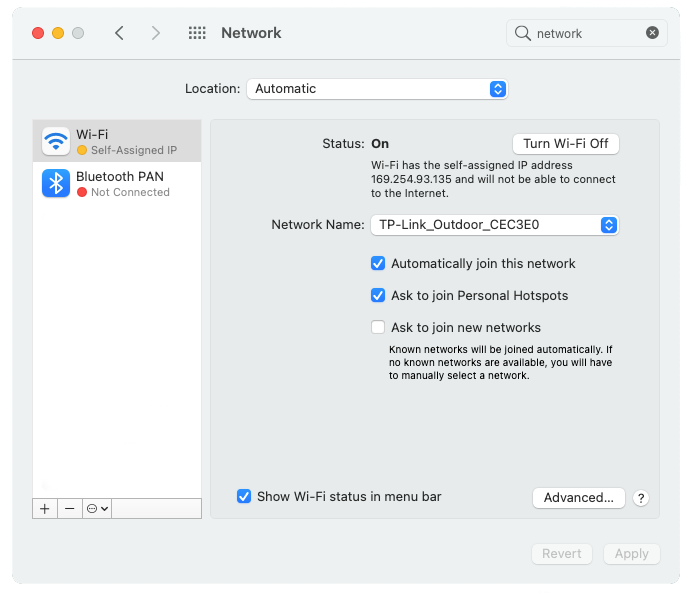 Network
network
Location: Automatic
Wi-Fi
Self-Assigned IP
Bluetooth PAN
Not Connected
Status: On
Turn Wi-Fi Off
Wi-Fi has the self-assigned IP address
169.254.93.135 and will not be able to connect
to the Internet.
Network Name: TP-Link_Outdoor_CEC3E0
Automatically join this network
Ask to join Personal Hotspots
Ask to join new networks
Known networks will be joined automatically. If
no known networks are available, you will have
to manually select a network.
Show Wi-Fi status in menu bar
Advanced...
?
Revert
Apply